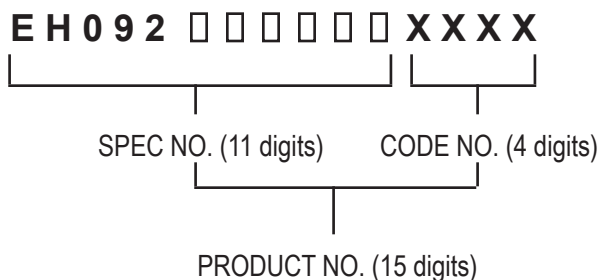 EH092 □□□□□□ XXXX
SPEC NO. (11 digits) CODE NO. (4 digits)
PRODUCT NO. (15 digits)